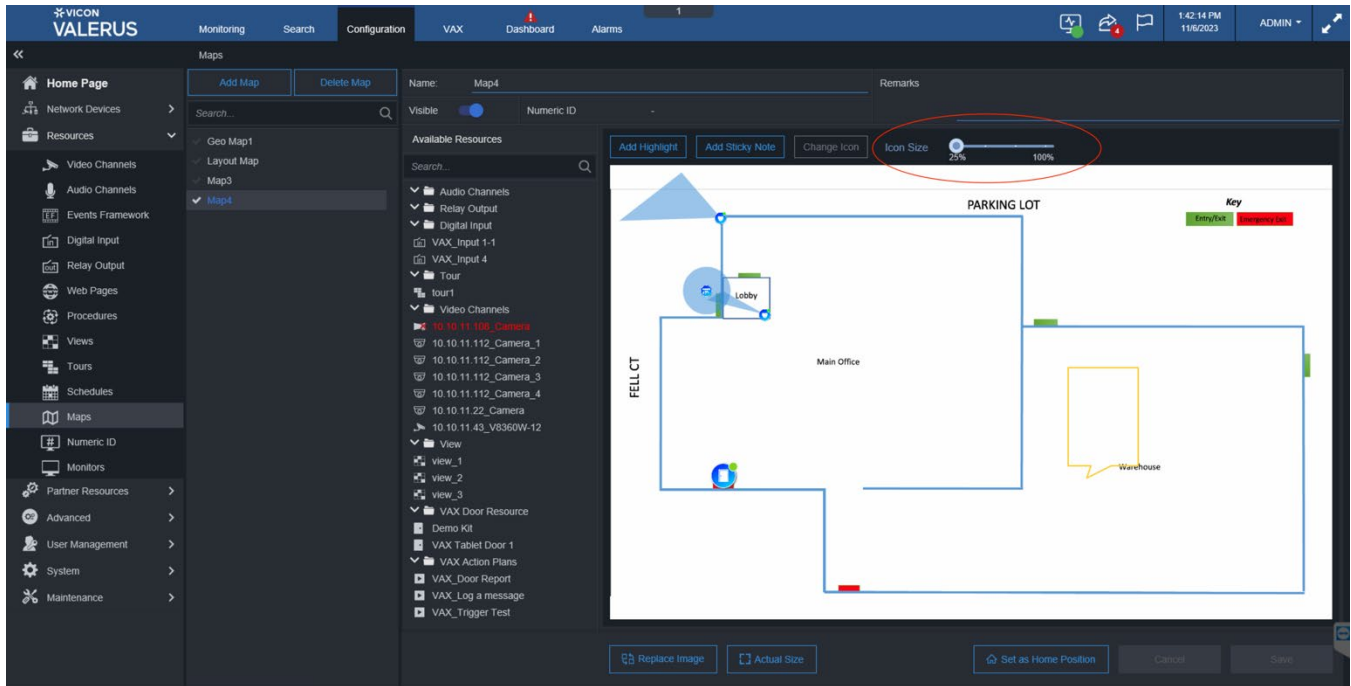 VICON
VALERUS
Monitoring Search Configuration VAX Dashboard Alarms
1
4
1:42:14 PM
11/6/2023
ADMIN
Maps
Home Page
Network Devices
Resources
Video Channels
Audio Channels
EF Events Framework
in Digital Input
out Relay Output
Web Pages
Procedures
Views
Tours
Schedules
Maps
# Numeric ID
Monitors
Partner Resources
Advanced
User Management
System
Maintenance
Add Map Delete Map
Search...
Geo Map1
Layout Map
Map3
Map4
Name: Map4
Remarks
Visible Numeric ID -
Available Resources
Search...
Audio Channels
Relay Output
Digital Input
VAX_Input 1-1
VAX_Input 4
Tour
tour1
Video Channels
10.10.11.106_Camera
10.10.11.112_Camera_1
10.10.11.112_Camera_2
10.10.11.112_Camera_3
10.10.11.112_Camera_4
10.10.11.22_Camera
10.10.11.43_V8360W-12
View
view_1
view_2
view_3
VAX Door Resource
Demo Kit
VAX Tablet Door 1
VAX Action Plans
VAX_Door Report
VAX_Log a message
VAX_Trigger Test
Add Highlight Add Sticky Note Change Icon Icon Size
25% 100%
PARKING LOT
Key
Entry/Exit Emergency Exit
Lobby
Main Office
FELL CT
Warehouse
Replace Image Actual Size Set as Home Position Cancel Save